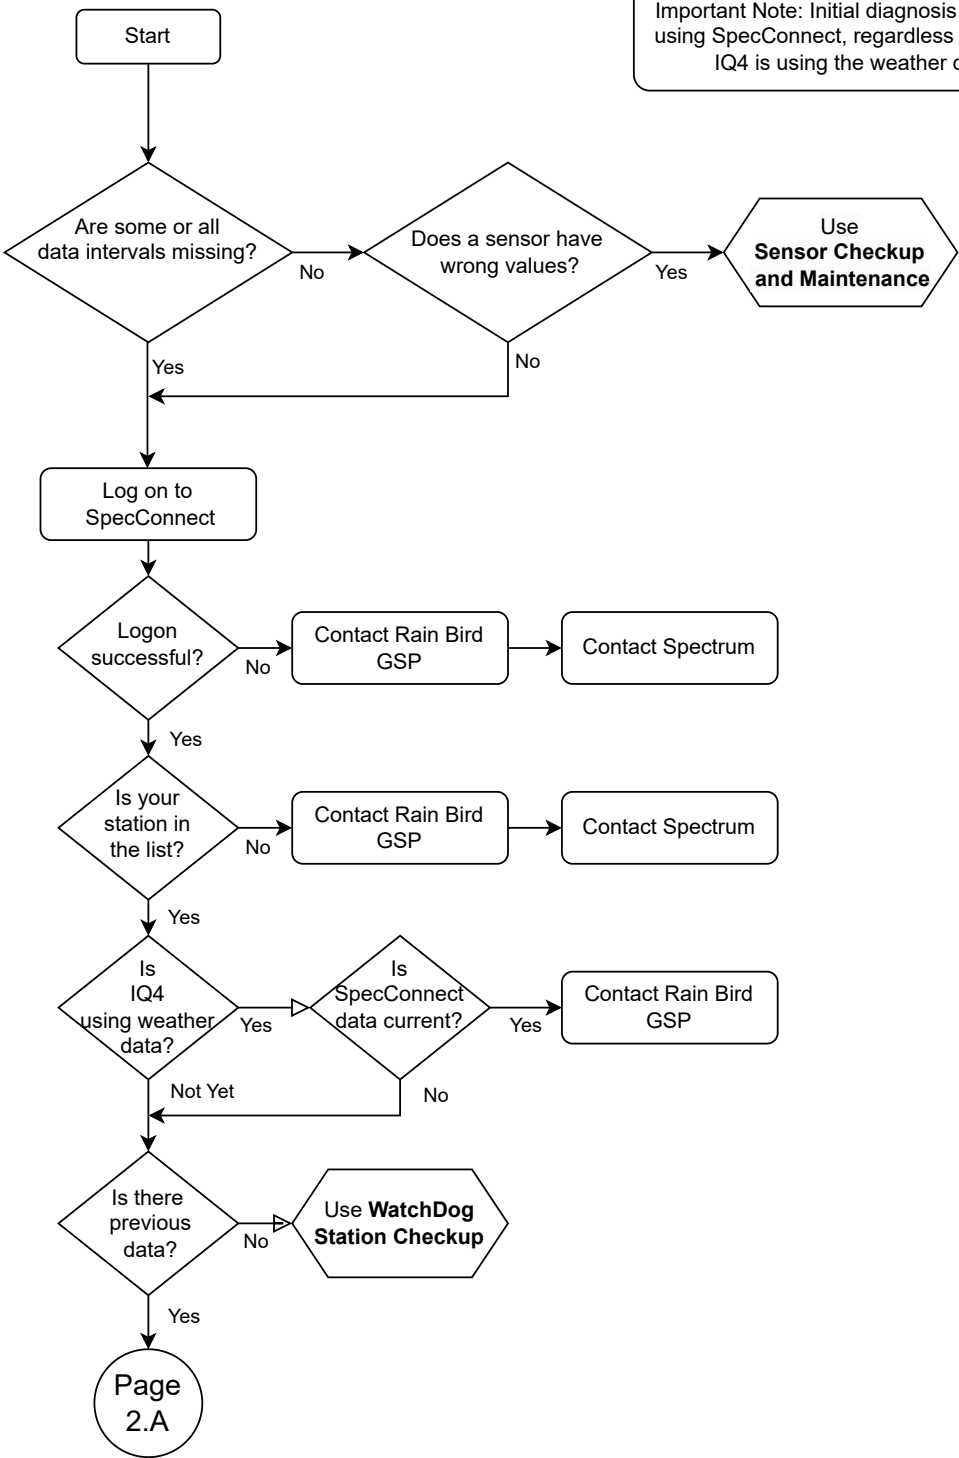 Important Note: Initial diagnosis
using SpecConnect, regardless
IQ4 is using the weather
Start
Are some or all
data intervals missing?
No
Does a sensor have
wrong values?
Yes
Use
Sensor Checkup
and Maintenance
Yes
No
Log on to
SpecConnect
Logon
successful?
No
Contact Rain Bird
GSP
Contact Spectrum
Yes
Is your
station in
the list?
No
Contact Rain Bird
GSP
Contact Spectrum
Yes
Is
IQ4
using weather
data?
Yes
Is
SpecConnect
data current?
Yes
Contact Rain Bird
GSP
Not Yet
No
Is there
previous
data?
No
Use WatchDog
Station Checkup
Yes
Page
2.A